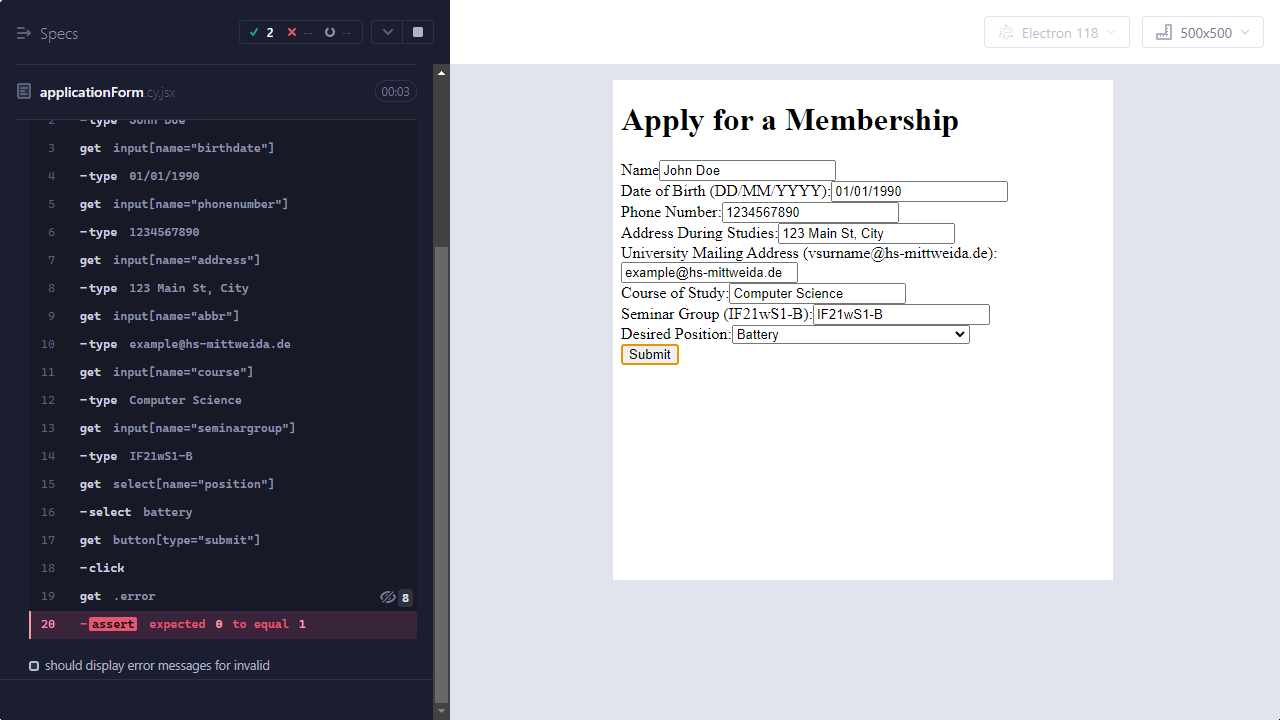 Specs
2
--
--
applicationForm.cy.jsx
00:03
2 -type John Doe
3 get input[name="birthdate"]
4 -type 01/01/1990
5 get input[name="phonenumber"]
6 -type 1234567890
7 get input[name="address"]
8 -type 123 Main St, City
9 get input[name="abbr"]
10 -type example@hs-mittweida.de
11 get input[name="course"]
12 -type Computer Science
13 get input[name="seminargroup"]
14 -type IF21wS1-B
15 get select[name="position"]
16 -select battery
17 get button[type="submit"]
18 -click
19 get .error 8
20 -assert expected 0 to equal 1
should display error messages for invalid
Electron 118
500x500
Apply for a Membership
Name John Doe
Date of Birth (DD/MM/YYYY): 01/01/1990
Phone Number: 1234567890
Address During Studies: 123 Main St, City
University Mailing Address (vsurname@hs-mittweida.de):
example@hs-mittweida.de
Course of Study: Computer Science
Seminar Group (IF21wS1-B): IF21wS1-B
Desired Position: Battery
Submit